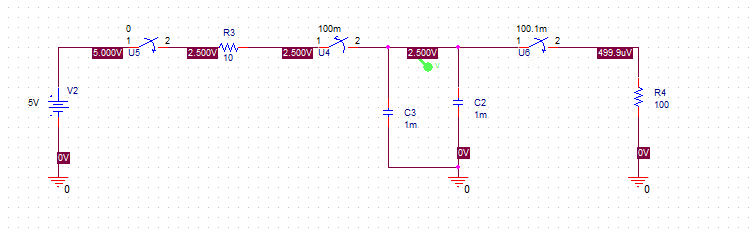 0 R3 100m 100.1m
1 2 1 2 1 2
5.000V U5 2.500V 2.500V U4 2.500V U6 499.9uV
10 V
V2 R4
5V C3 C2 100
1m 1m
0V 0V 0V
0 0 0